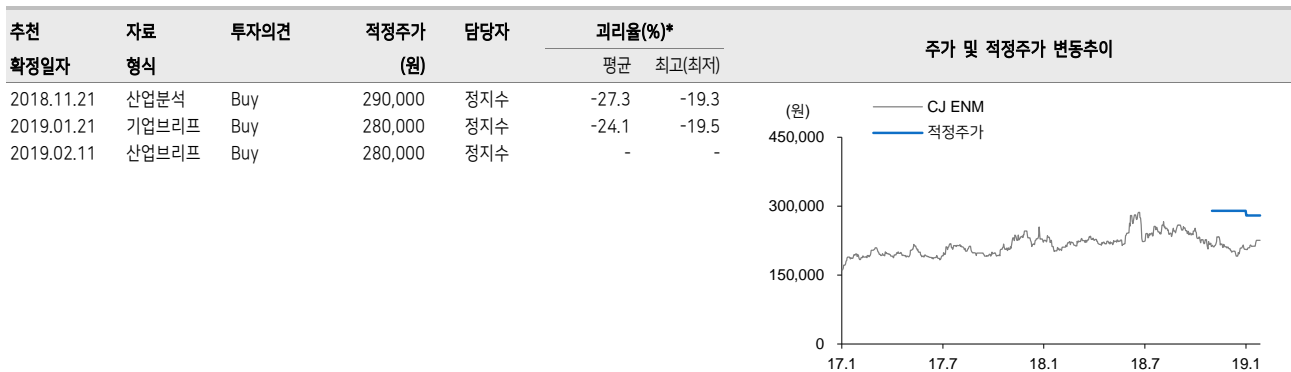 추천 자료 투자의견 적정주가 담당자 괴리율(%)* 주가 및 적정주가 변동추이
확정일자 형식 (원) 평균 최고(최저)
2018.11.21 산업분석 Buy 290,000 정지수 -27.3 -19.3
2019.01.21 기업브리프 Buy 280,000 정지수 -24.1 -19.5
2019.02.11 산업브리프 Buy 280,000 정지수 - -
(원)
CJ ENM
적정주가
450,000
300,000
150,000
0
17.1 17.7 18.1 18.7 19.1